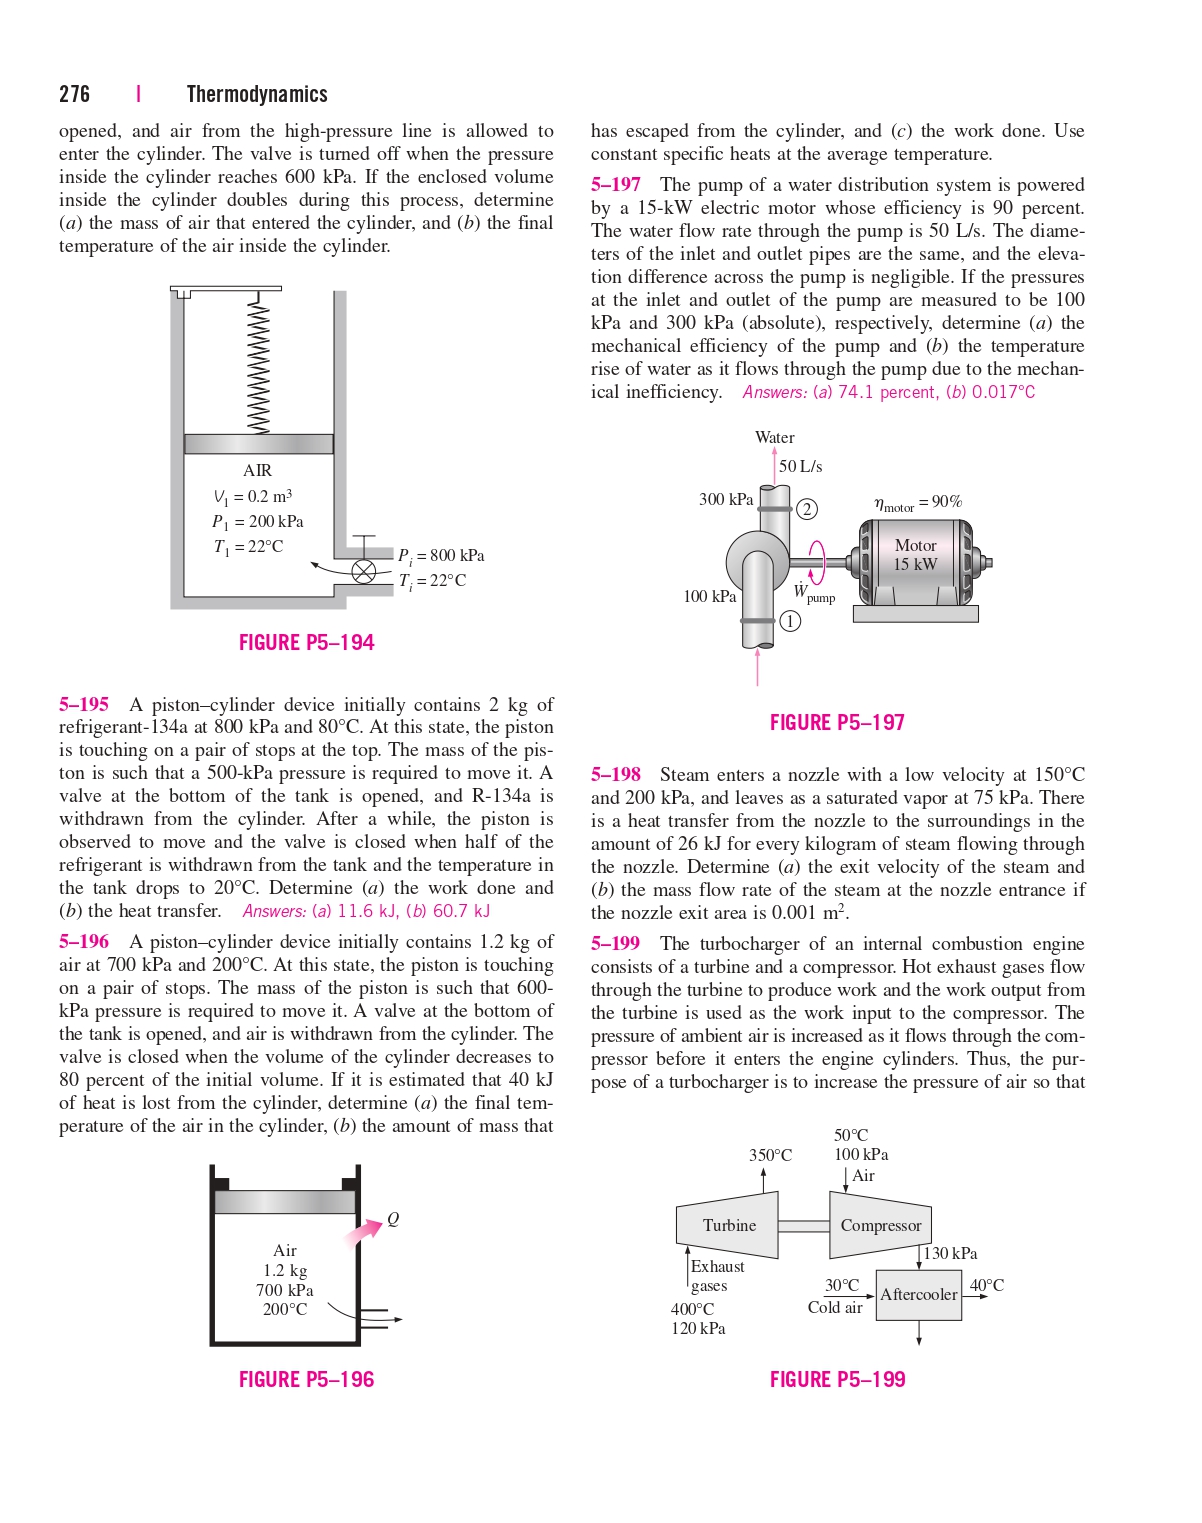 276 | Thermodynamics
opened, and air from the high-pressure line is allowed to
enter the cylinder. The valve is turned off when the pressure
inside the cylinder reaches 600 kPa. If the enclosed volume
inside the cylinder doubles during this process, determine
(a) the mass of air that entered the cylinder, and (b) the final
temperature of the air inside the cylinder.
AIR
V₁ = 0.2 m³
P₁ = 200 kPa
T₁ = 22°C
Pᵢ = 800 kPa
Tᵢ = 22°C
FIGURE P5–194
5–195 A piston–cylinder device initially contains 2 kg of
refrigerant-134a at 800 kPa and 80°C. At this state, the piston
is touching on a pair of stops at the top. The mass of the pis-
ton is such that a 500-kPa pressure is required to move it. A
valve at the bottom of the tank is opened, and R-134a is
withdrawn from the cylinder. After a while, the piston is
observed to move and the valve is closed when half of the
refrigerant is withdrawn from the tank and the temperature in
the tank drops to 20°C. Determine (a) the work done and
(b) the heat transfer. Answers: (a) 11.6 kJ, (b) 60.7 kJ
5–196 A piston–cylinder device initially contains 1.2 kg of
air at 700 kPa and 200°C. At this state, the piston is touching
on a pair of stops. The mass of the piston is such that 600-
kPa pressure is required to move it. A valve at the bottom of
the tank is opened, and air is withdrawn from the cylinder. The
valve is closed when the volume of the cylinder decreases to
80 percent of the initial volume. If it is estimated that 40 kJ
of heat is lost from the cylinder, determine (a) the final tem-
perature of the air in the cylinder, (b) the amount of mass that
Q
Air
1.2 kg
700 kPa
200°C
FIGURE P5–196
has escaped from the cylinder, and (c) the work done. Use
constant specific heats at the average temperature.
5–197 The pump of a water distribution system is powered
by a 15-kW electric motor whose efficiency is 90 percent.
The water flow rate through the pump is 50 L/s. The diame-
ters of the inlet and outlet pipes are the same, and the eleva-
tion difference across the pump is negligible. If the pressures
at the inlet and outlet of the pump are measured to be 100
kPa and 300 kPa (absolute), respectively, determine (a) the
mechanical efficiency of the pump and (b) the temperature
rise of water as it flows through the pump due to the mechan-
ical inefficiency. Answers: (a) 74.1 percent, (b) 0.017°C
Water
50 L/s
300 kPa
2
η motor = 90%
Motor
15 kW
100 kPa
Ẇ pump
1
FIGURE P5–197
5–198 Steam enters a nozzle with a low velocity at 150°C
and 200 kPa, and leaves as a saturated vapor at 75 kPa. There
is a heat transfer from the nozzle to the surroundings in the
amount of 26 kJ for every kilogram of steam flowing through
the nozzle. Determine (a) the exit velocity of the steam and
(b) the mass flow rate of the steam at the nozzle entrance if
the nozzle exit area is 0.001 m².
5–199 The turbocharger of an internal combustion engine
consists of a turbine and a compressor. Hot exhaust gases flow
through the turbine to produce work and the work output from
the turbine is used as the work input to the compressor. The
pressure of ambient air is increased as it flows through the com-
pressor before it enters the engine cylinders. Thus, the pur-
pose of a turbocharger is to increase the pressure of air so that
50°C
350°C
100 kPa
Air
Turbine
Compressor
130 kPa
Exhaust
gases
30°C
Cold air
Aftercooler
40°C
400°C
120 kPa
FIGURE P5–199